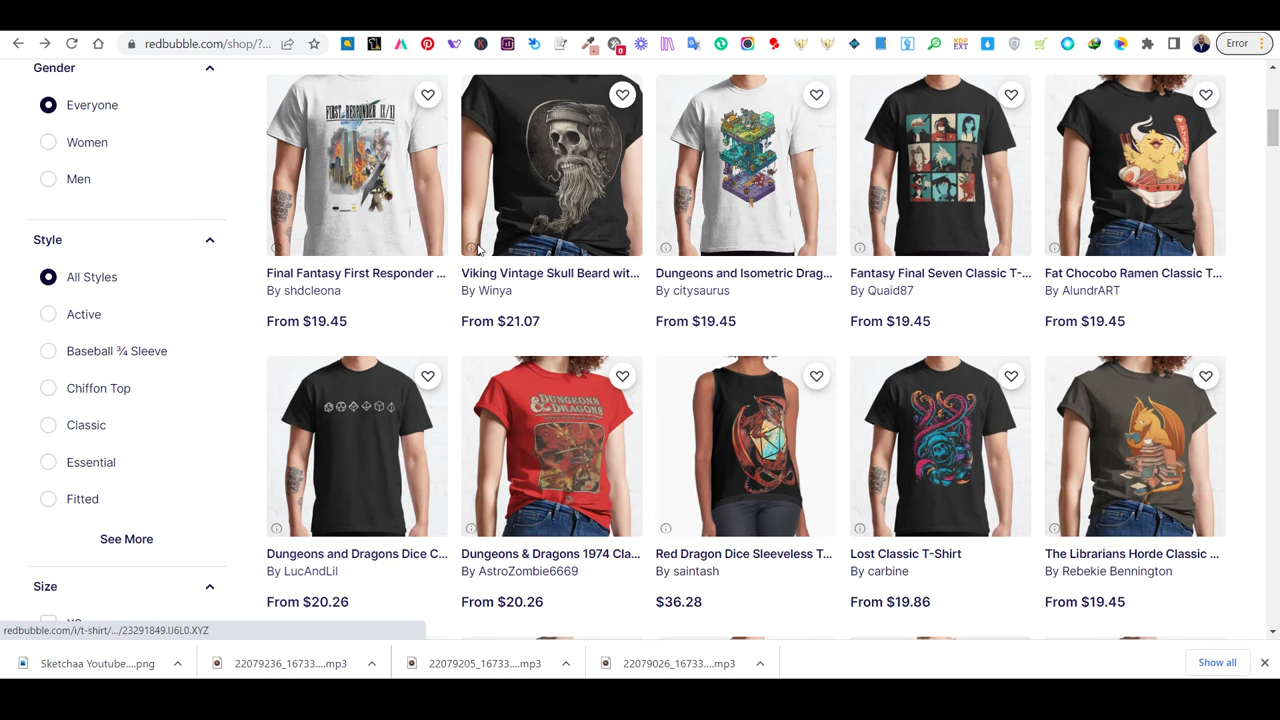 redbubble.com/shop/?...
Error
Gender
Everyone
Women
Men
Style
All Styles
Active
Baseball ¾ Sleeve
Chiffon Top
Classic
Essential
Fitted
See More
Size
FIRST RESPONDER IX/XI
Final Fantasy First Responder ...
By shdcleona
From $19.45
Viking Vintage Skull Beard wit...
By Winya
From $21.07
Dungeons and Isometric Drag...
By citysaurus
From $19.45
Fantasy Final Seven Classic T-...
By Quaid87
From $19.45
Fat Chocobo Ramen Classic T...
By AlundrART
From $19.45
DUNGEONS
& DRAGONS
Dungeons and Dragons Dice C...
By LucAndLil
From $20.26
Dungeons & Dragons 1974 Cla...
By AstroZombie6669
From $20.26
Red Dragon Dice Sleeveless T...
By saintash
$36.28
Lost Classic T-Shirt
By carbine
From $19.86
The Librarians Horde Classic ...
By Rebekie Bennington
From $19.45
redbubble.com/i/t-shirt/.../23291849.IJ6L0.XYZ
Sketchaa Youtube....png
22079236_16733....mp3
22079205_16733....mp3
22079026_16733....mp3
Show all